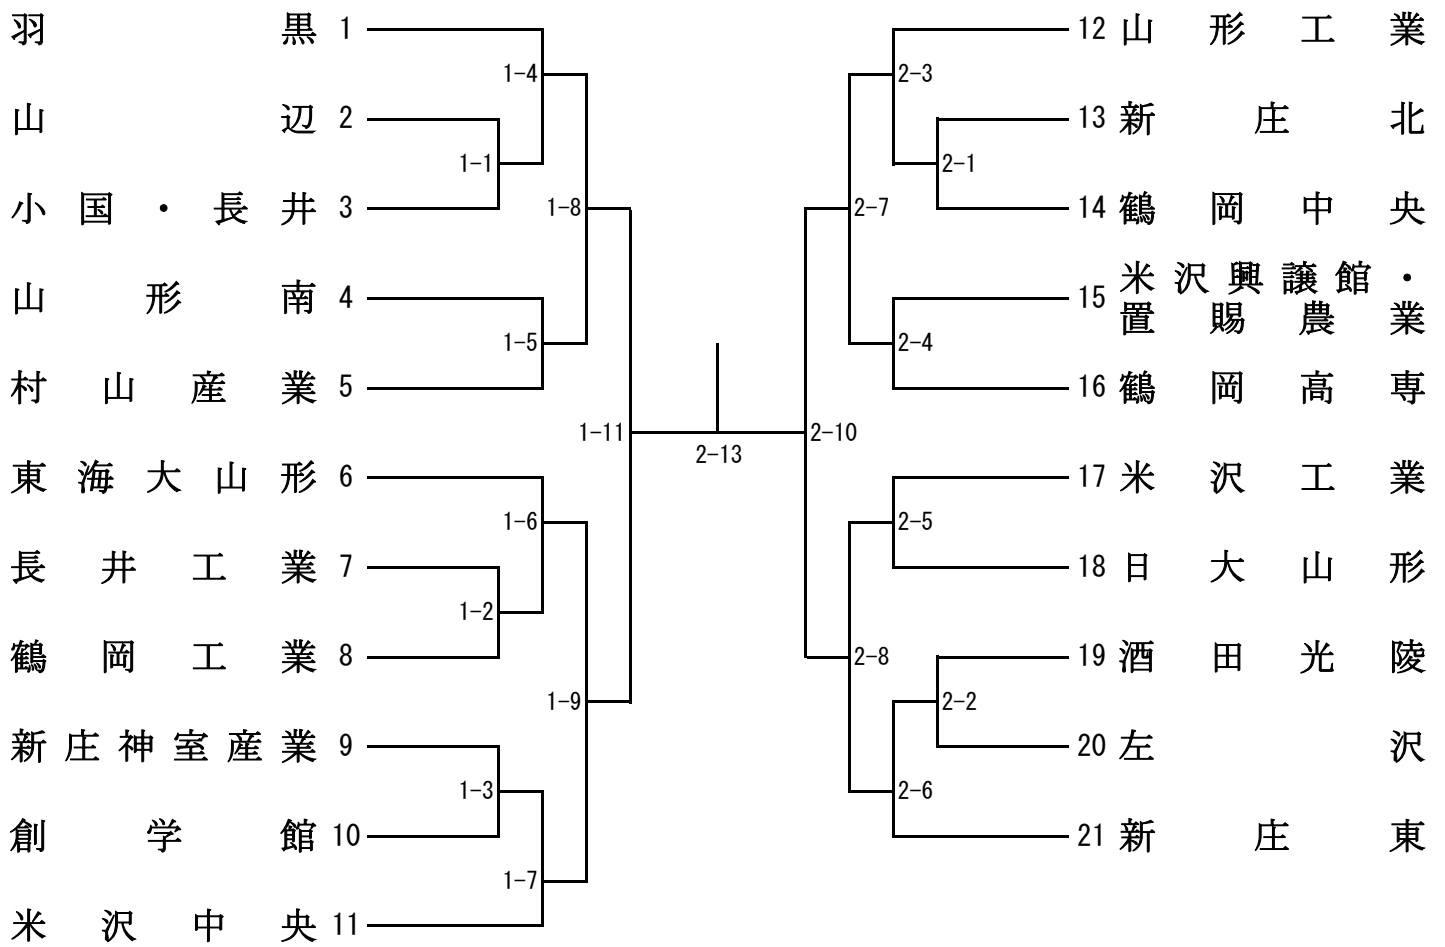 羽黒 1
1-4
山辺 2
1-1
小国・長井 3
1-8
山形南 4
1-5
村山産業 5
1-11
東海大山形 6
1-6
長井工業 7
1-2
鶴岡工業 8
1-9
新庄神室産業 9
1-3
創学館 10
1-7
米沢中央 11
2-13
12 山形工業
2-3
13 新庄北
2-1
14 鶴岡中央
2-7
15 米沢興譲館・
置賜農業
2-4
16 鶴岡高専
2-10
17 米沢工業
2-5
18 日大山形
2-8
19 酒田光陵
2-2
20 左沢
2-6
21 新庄東